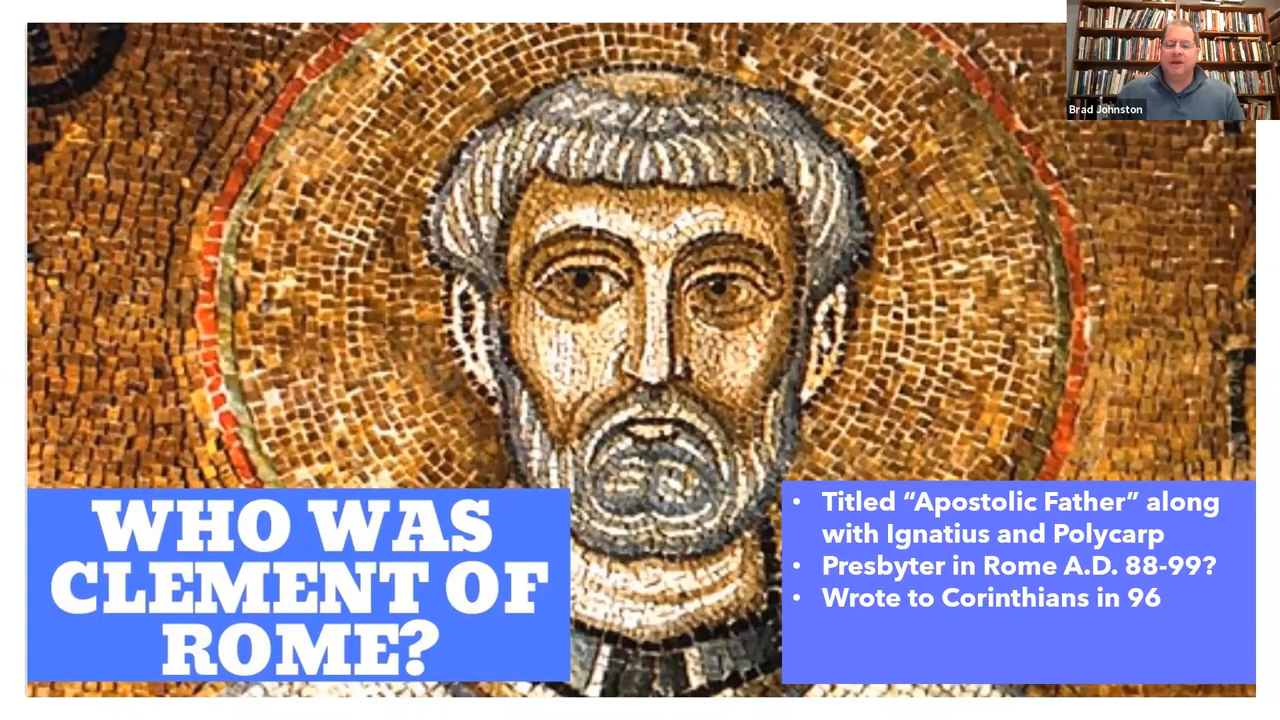 Brad Johnston
WHO WAS
CLEMENT OF
ROME?
• Titled “Apostolic Father” along
with Ignatius and Polycarp
• Presbyter in Rome A.D. 88-99?
• Wrote to Corinthians in 96